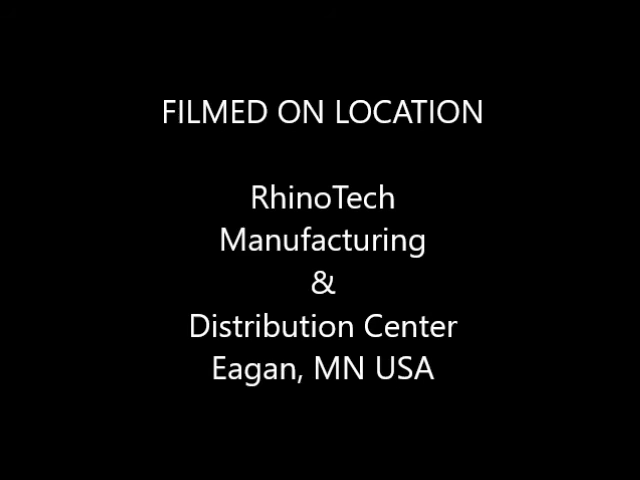 FILMED ON LOCATION
RhinoTech
Manufacturing
&
Distribution Center
Eagan, MN USA